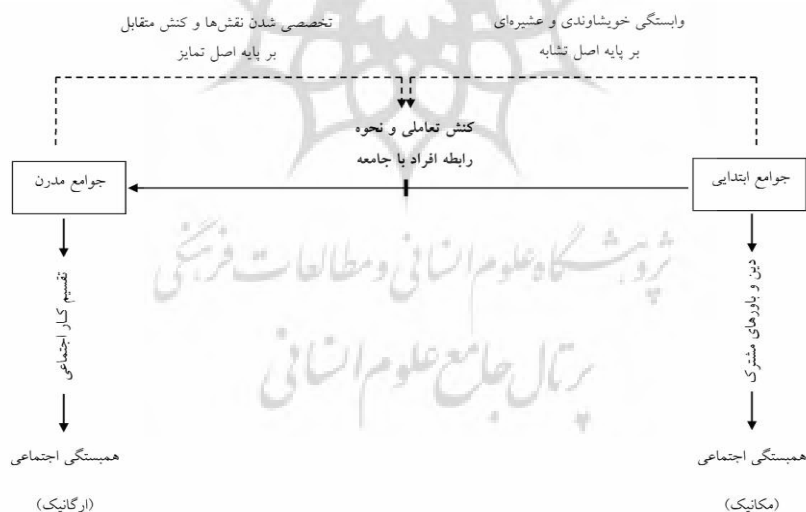 وابستگی خویشاوندی و عشیره‌ای
بر پایه اصل تشابه
تخصصی شدن نقش‌ها و کنش متقابل
بر پایه اصل تمایز
کنش تعاملی و نحوه
رابطه افراد با جامعه
جوامع ابتدایی
جوامع مدرن
دین و باورهای مشترک
تقسیم کار اجتماعی
پژوهشگاه علوم انسانی و مطالعات فرهنگی
پرتال جامع علوم انسانی
همبستگی اجتماعی
(مکانیک)
همبستگی اجتماعی
(ارگانیک)